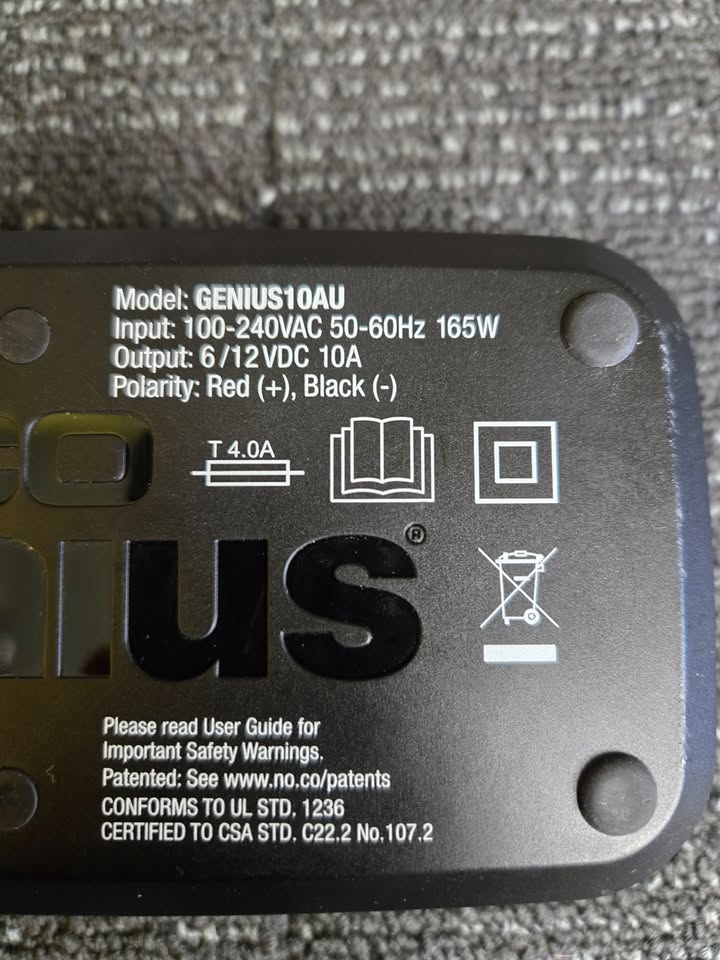 Model: GENIUS10AU
Input: 100-240VAC 50-60Hz 165W
Output: 6/12VDC 10A
Polarity: Red (+), Black (-)
T 4.0A
co
nius®
Please read User Guide for
Important Safety Warnings.
Patented: See www.no.co/patents
CONFORMS TO UL STD. 1236
CERTIFIED TO CSA STD. C22.2 No.107.2